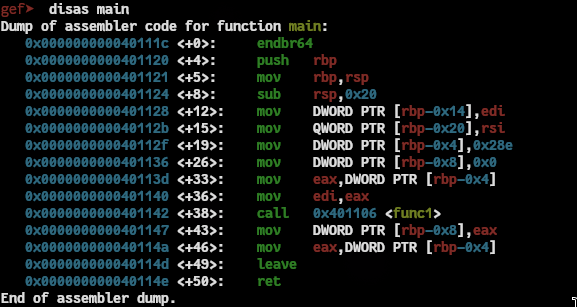 gef➤  disas main
Dump of assembler code for function main:
   0x000000000040111c <+0>:	endbr64
   0x0000000000401120 <+4>:	push   rbp
   0x0000000000401121 <+5>:	mov    rbp,rsp
   0x0000000000401124 <+8>:	sub    rsp,0x20
   0x0000000000401128 <+12>:	mov    DWORD PTR [rbp-0x14],edi
   0x000000000040112b <+15>:	mov    QWORD PTR [rbp-0x20],rsi
   0x000000000040112f <+19>:	mov    DWORD PTR [rbp-0x4],0x28e
   0x0000000000401136 <+26>:	mov    DWORD PTR [rbp-0x8],0x0
   0x000000000040113d <+33>:	mov    eax,DWORD PTR [rbp-0x4]
   0x0000000000401140 <+36>:	mov    edi,eax
   0x0000000000401142 <+38>:	call   0x401106 <func1>
   0x0000000000401147 <+43>:	mov    DWORD PTR [rbp-0x8],eax
   0x000000000040114a <+46>:	mov    eax,DWORD PTR [rbp-0x4]
   0x000000000040114d <+49>:	leave
   0x000000000040114e <+50>:	ret
End of assembler dump.